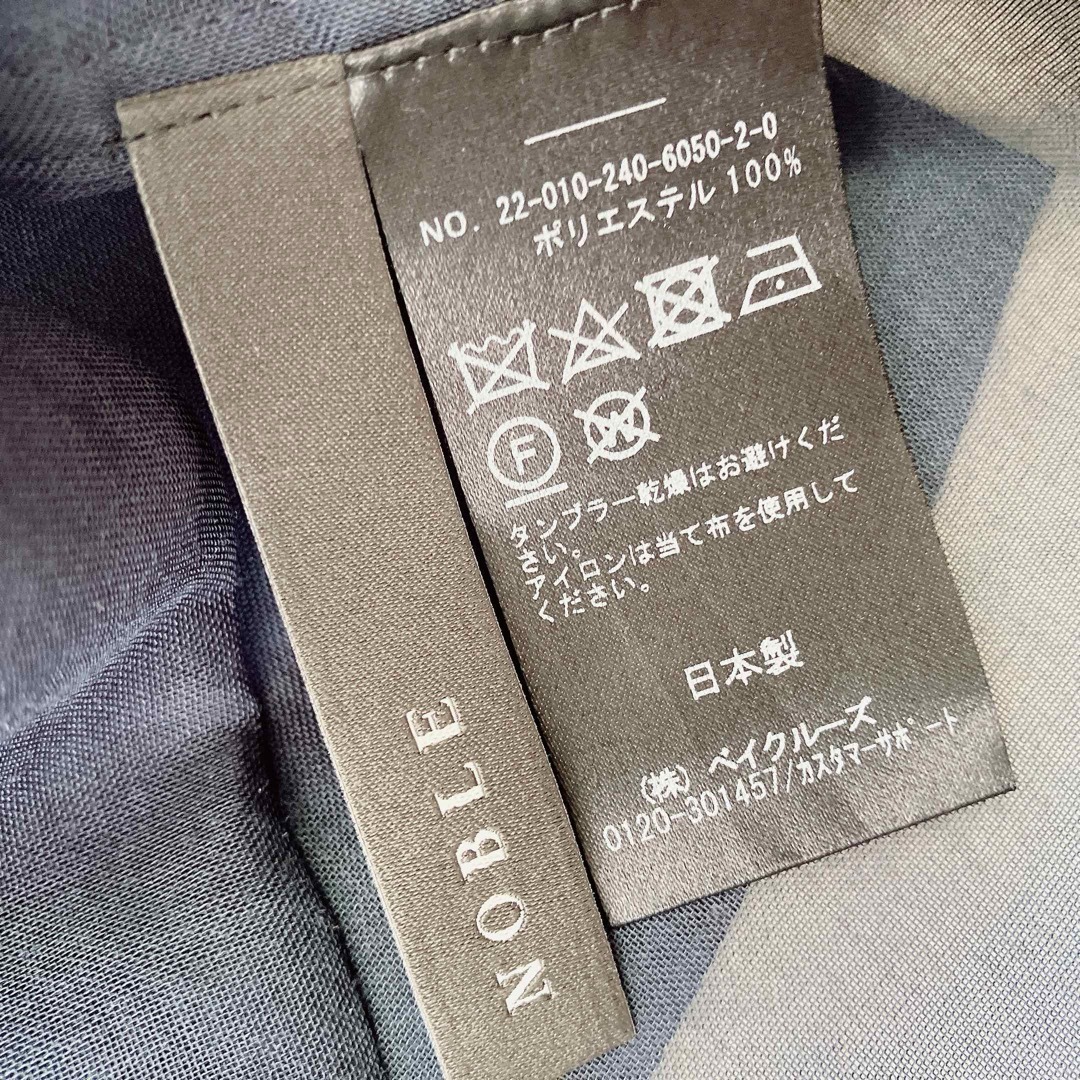 NO. 22-010-240-6050-2-0
ポリエステル100%
F
W
タンブラー乾燥はお避けくだ
さい。
アイロンは当て布を使用して
ください。
日本製
(株) ベイクルーズ
0120-301457//カスタマーサポート
NOBLE